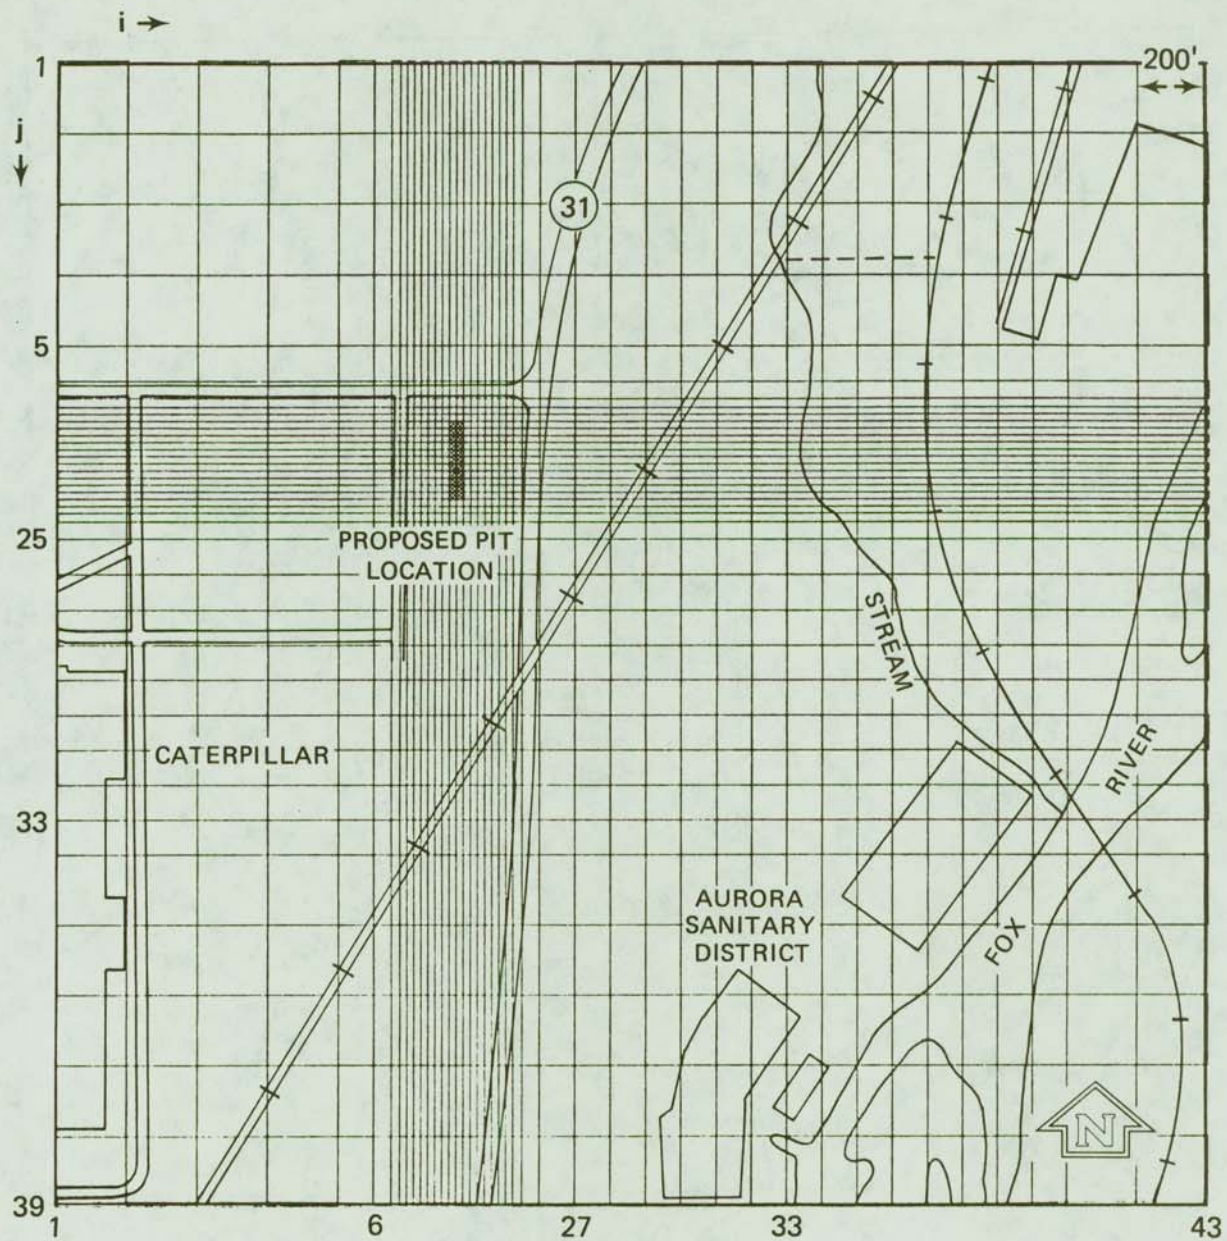 i →
1
200'
j
↓
31
5
25
PROPOSED PIT
LOCATION
STREAM
CATERPILLAR
RIVER
33
AURORA
SANITARY
DISTRICT
FOX
N
39
1
6
27
33
43